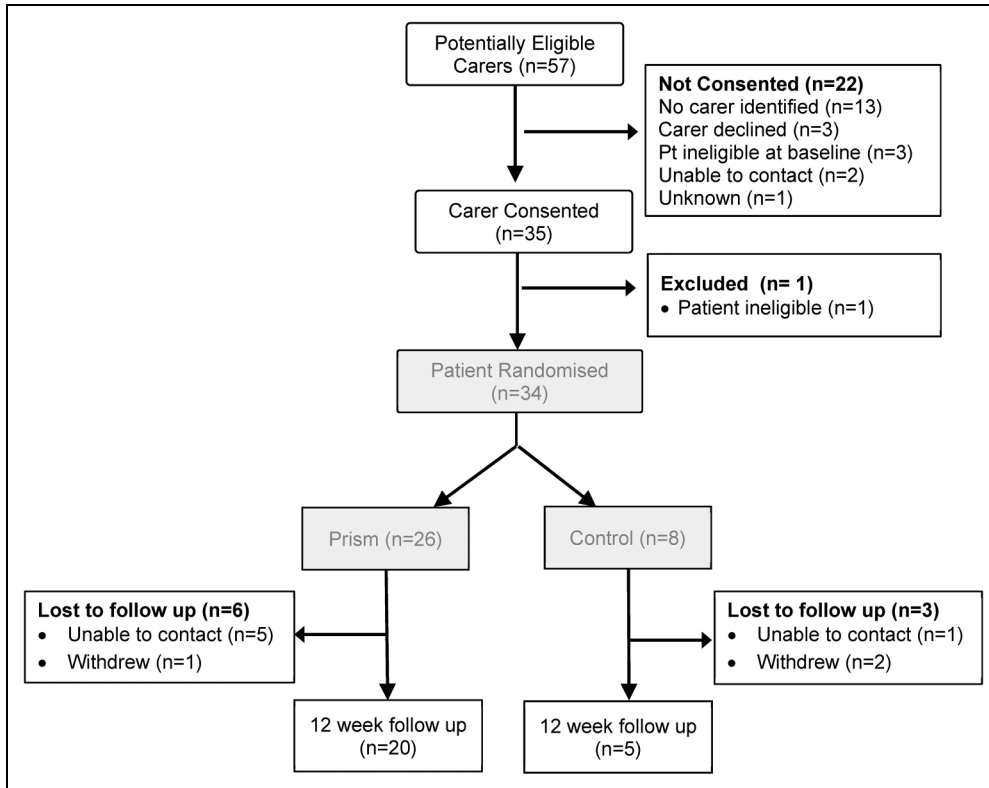 Potentially Eligible
Carers (n=57)
Not Consented (n=22)
No carer identified (n=13)
Carer declined (n=3)
Pt ineligible at baseline (n=3)
Unable to contact (n=2)
Unknown (n=1)
Carer Consented
(n=35)
Excluded (n= 1)
• Patient ineligible (n=1)
Patient Randomised
(n=34)
Prism (n=26)
Control (n=8)
Lost to follow up (n=6)
• Unable to contact (n=5)
• Withdrew (n=1)
Lost to follow up (n=3)
• Unable to contact (n=1)
• Withdrew (n=2)
12 week follow up
(n=20)
12 week follow up
(n=5)